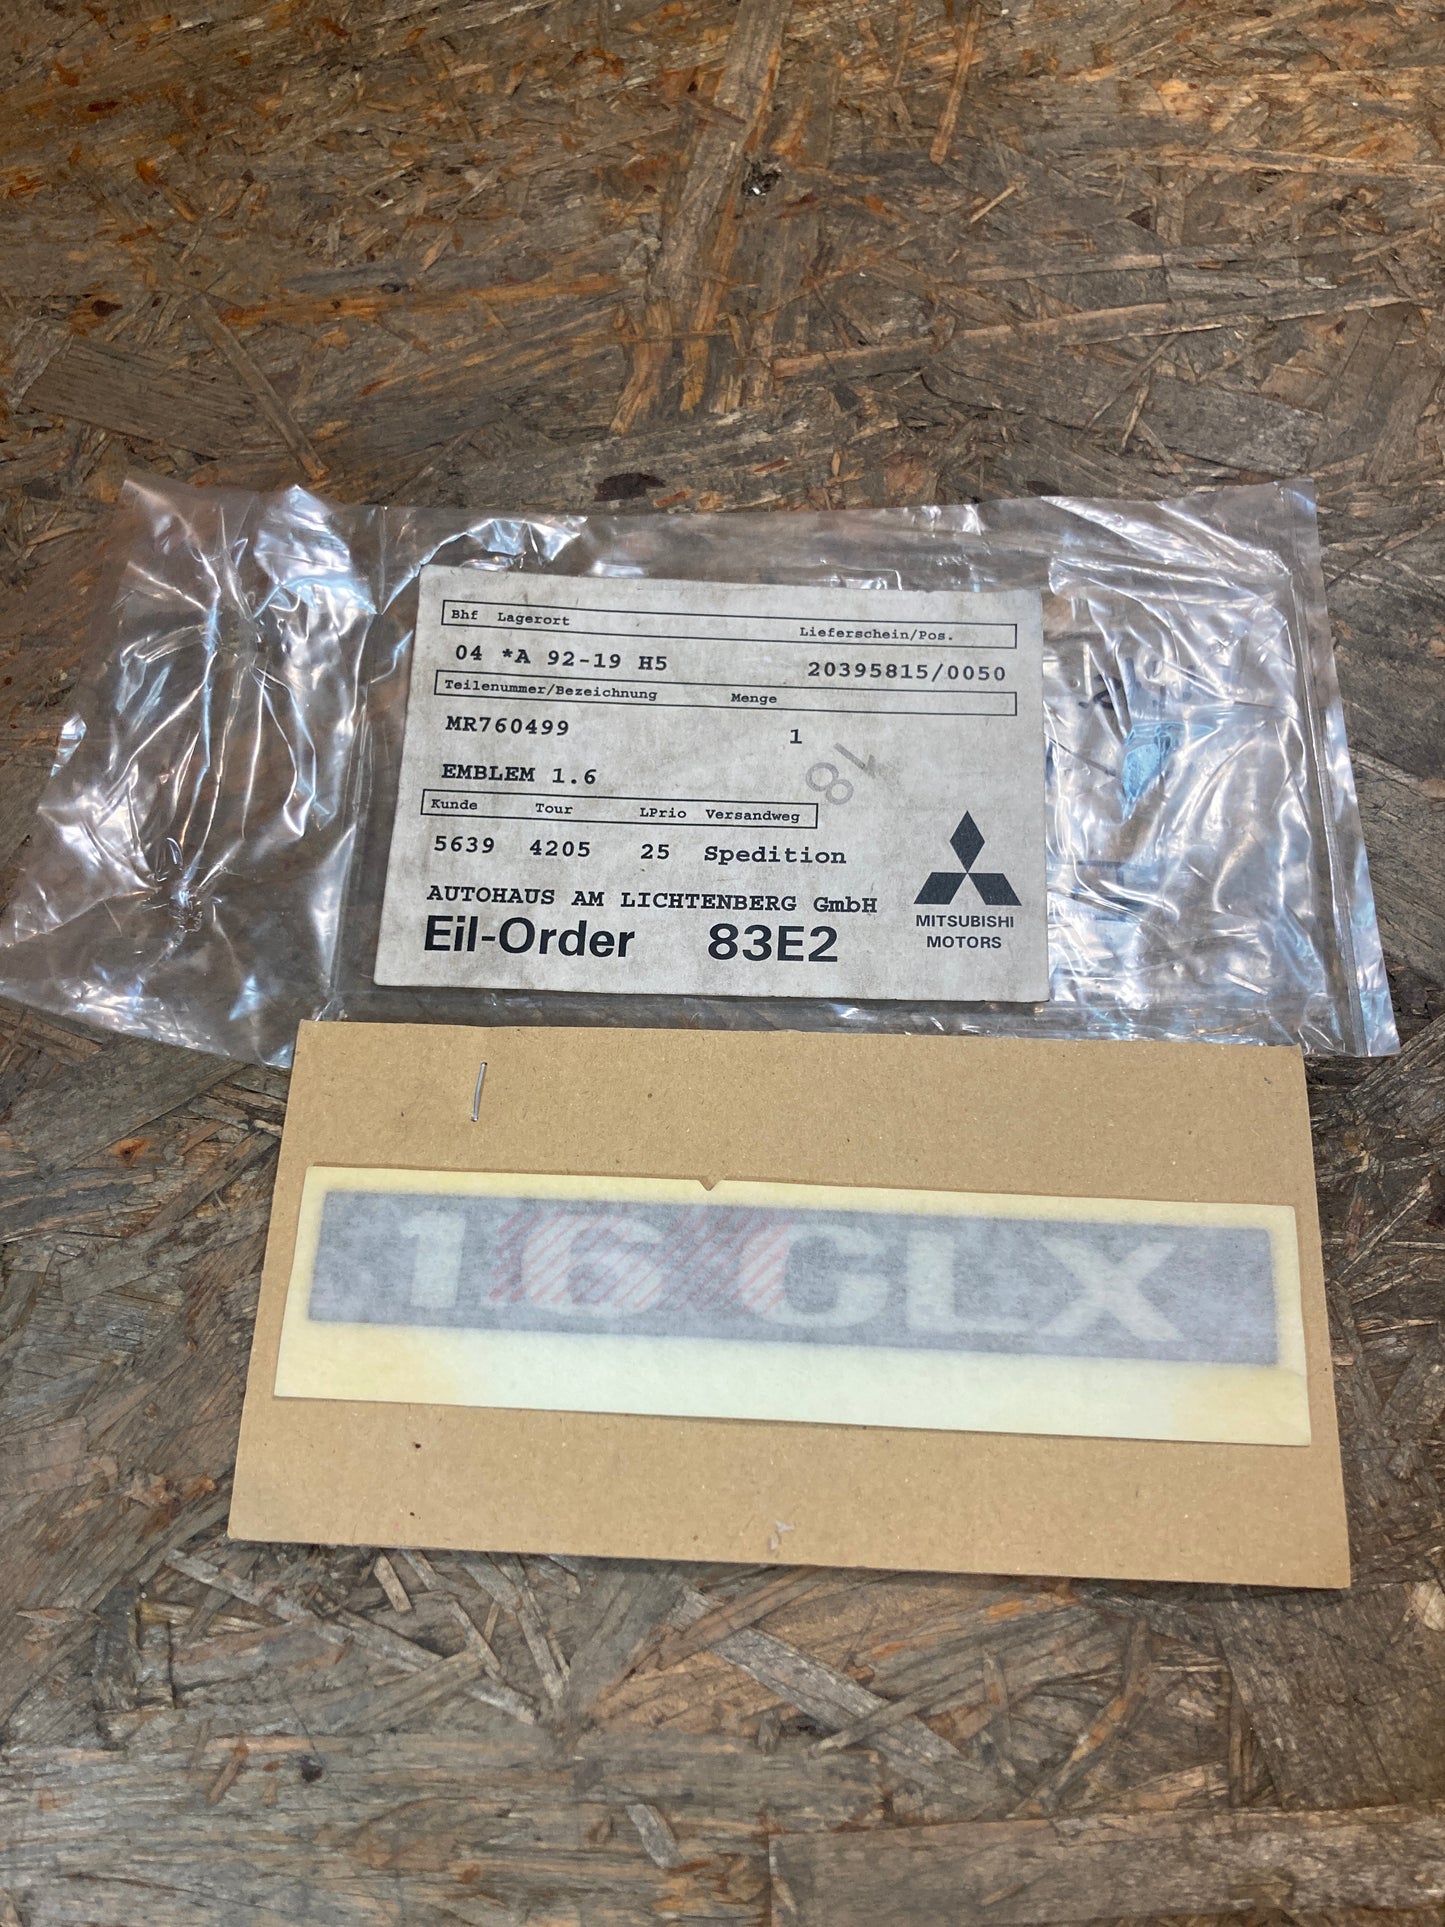 Bhf Lagerort Lieferschein/Pos.
04 *A 92-19 H5 20395815/0050
Teilenummer/Bezeichnung Menge
MR760499 1
EMBLEM 1.6
18
Kunde Tour LPrio Versandweg
5639 4205 25 Spedition
AUTOHAUS AM LICHTENBERG GmbH
Eil-Order 83E2
MITSUBISHI
MOTORS
1.6 GLX